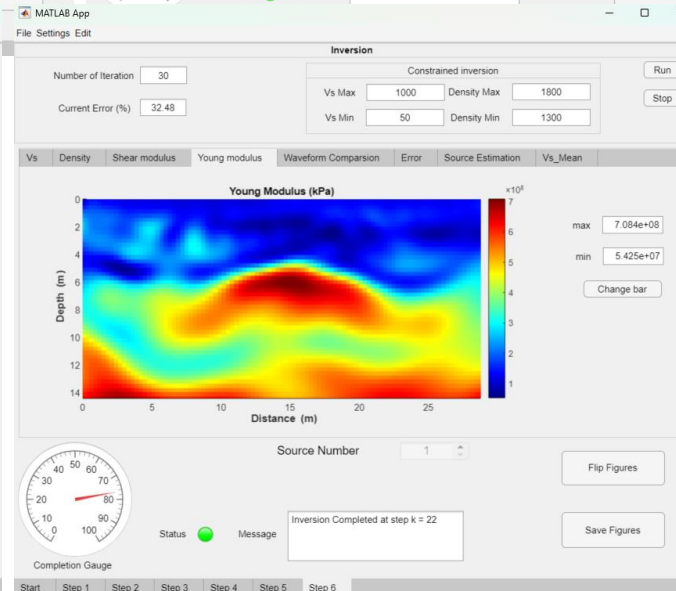 MATLAB App
File Settings Edit
Inversion
Number of Iteration 30
Current Error (%) 32.48
Constrained inversion
Vs Max 1000 Density Max 1800
Vs Min 50 Density Min 1300
Run
Stop
Vs Density Shear modulus Young modulus Waveform Comparsion Error Source Estimation Vs_Mean
Young Modulus (kPa)
×10⁸
0
2
4
6
8
10
12
14
Depth (m)
0 5 10 15 20 25
Distance (m)
7
6
5
4
3
2
1
max 7.084e+08
min 5.425e+07
Change bar
Source Number 1
0 10 20 30 40 50 60 70 80 90 100
Completion Gauge
Status
Message
Inversion Completed at step k = 22
Flip Figures
Save Figures
Start Step 1 Step 2 Step 3 Step 4 Step 5 Step 6